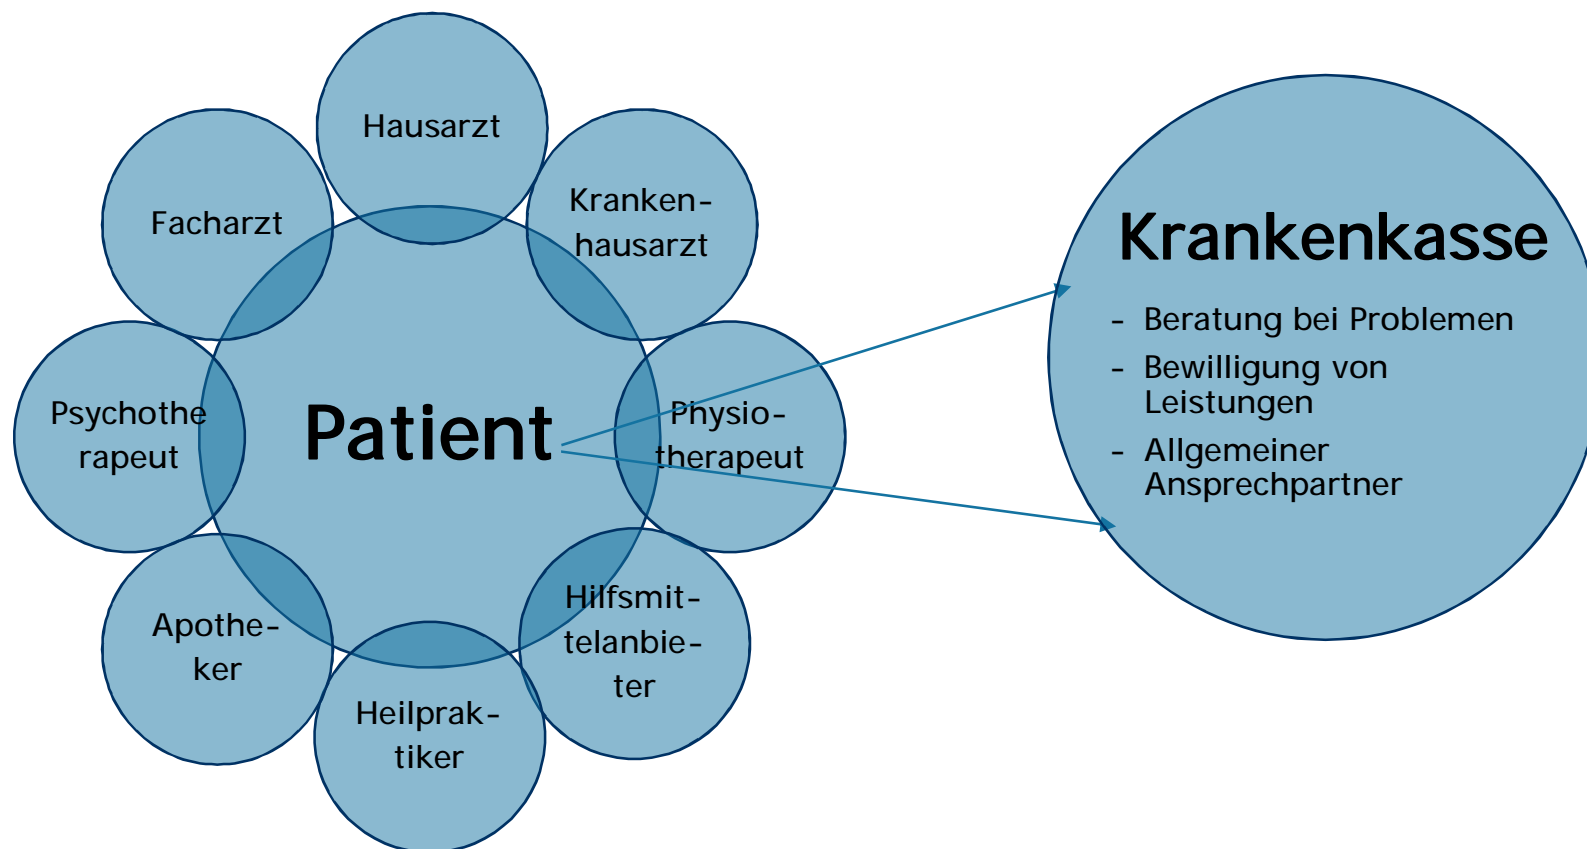 Hausarzt
Kranken-
hausarzt
Facharzt
Psychothe
rapeut
Patient
Physio-
therapeut
Apothe-
ker
Hilfsmit-
telanbie-
ter
Heilprak-
tiker
Krankenkasse
- Beratung bei Problemen
- Bewilligung von
Leistungen
- Allgemeiner
Ansprechpartner